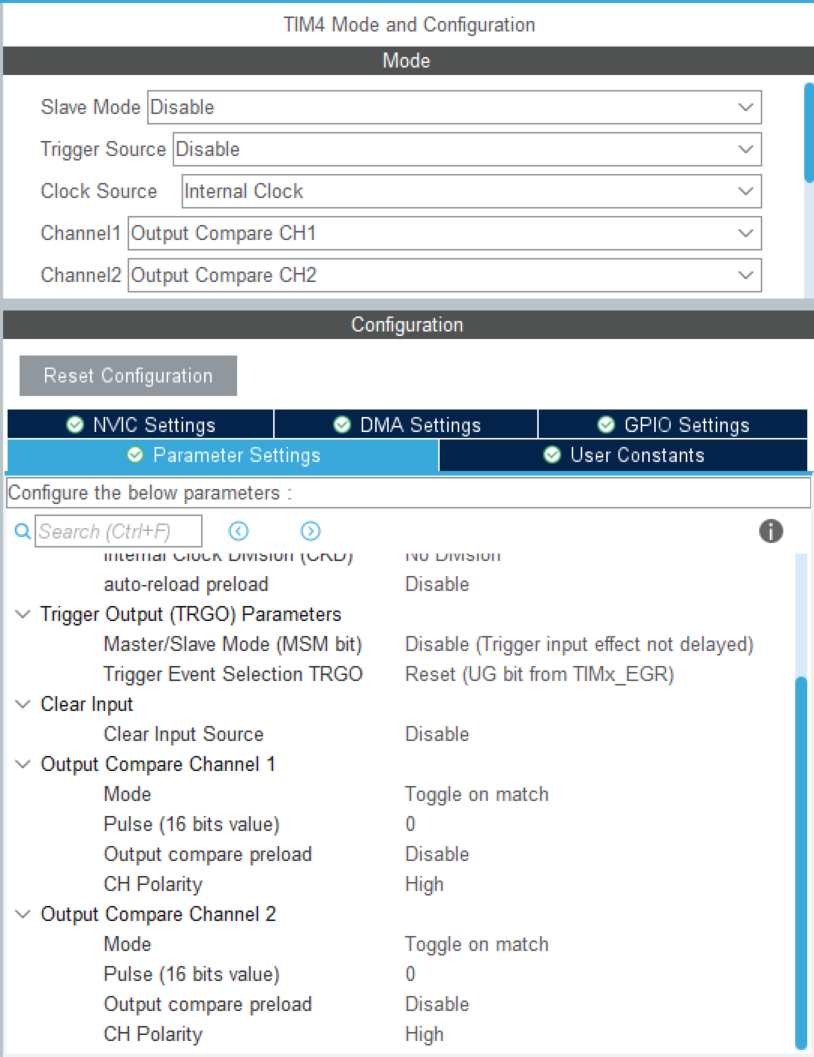 TIM4 Mode and Configuration
Mode
Slave Mode Disable
Trigger Source Disable
Clock Source Internal Clock
Channel1 Output Compare CH1
Channel2 Output Compare CH2
Configuration
Reset Configuration
NVIC Settings DMA Settings GPIO Settings
Parameter Settings User Constants
Configure the below parameters :
Search (Ctrl+F)
Internal Clock Division (CKD) No Division
auto-reload preload Disable
Trigger Output (TRGO) Parameters
Master/Slave Mode (MSM bit) Disable (Trigger input effect not delayed)
Trigger Event Selection TRGO Reset (UG bit from TIMx_EGR)
Clear Input
Clear Input Source Disable
Output Compare Channel 1
Mode Toggle on match
Pulse (16 bits value) 0
Output compare preload Disable
CH Polarity High
Output Compare Channel 2
Mode Toggle on match
Pulse (16 bits value) 0
Output compare preload Disable
CH Polarity High